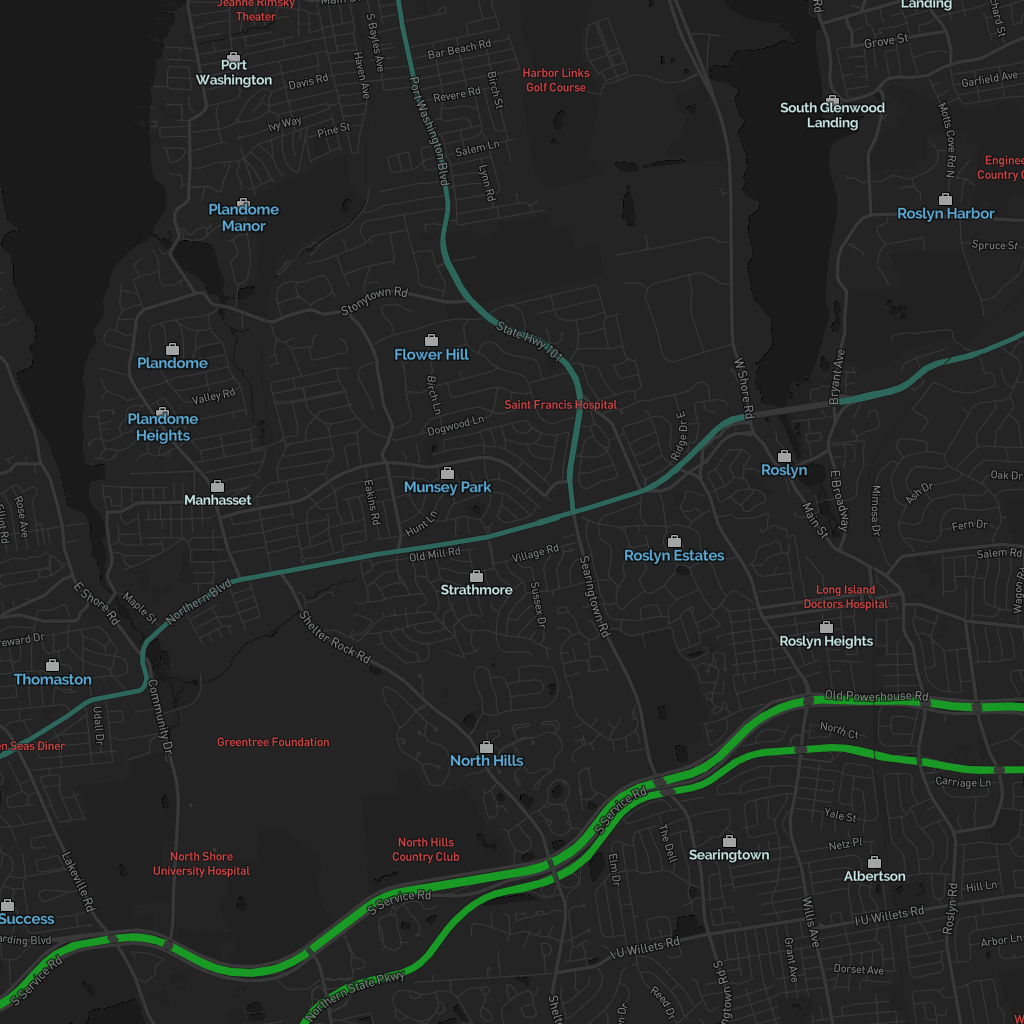 Jeanne Rimsky
Theater
Main St
Landing
S Bayles Ave
Haven Ave
Bar Beach Rd
Grove St
Port
Washington
Davis Rd
Revere Rd
Birch St
Harbor Links
Golf Course
Garfield Ave
Port Washington Blvd
South Glenwood
Landing
Motts Cove Rd N
Ivy Way
Pine St
Salem Ln
Lynn Rd
Country C
Plandome
Manor
Roslyn Harbor
Spruce St
Stonytown Rd
State Hwy 101
Flower Hill
Plandome
Bryant Ave
W Shore Rd
Valley Rd
Birch Ln
Saint Francis Hospital
Plandome
Heights
Dogwood Ln
Ridge Dr E
Roslyn
Munsey Park
Manhasset
Eakins Rd
Hunt Ln
Rose Ave
Elliot Rd
Main St
E Broadway
Mimosa Dr
Ash Dr
Oak Dr
Fern Dr
Old Mill Rd
Village Rd
Roslyn Estates
Salem Rd
Wagon Rd
Strathmore
Sussex Dr
Searingtown Rd
Long Island
Doctors Hospital
E Shore Rd
Maple St
Northern Blvd
Shelter Rock Rd
Roslyn Heights
reward Dr
Thomaston
Community Dr
Udall Dr
Old Powerhouse Rd
North Ct
en Seas Diner
Greentree Foundation
North Hills
Carriage Ln
S Service Rd
Yale St
Netz Pl
The Dell
Searingtown
Albertson
North Hills
Country Club
North Shore
University Hospital
Elm Dr
Lakeville Rd
S Service Rd
Success
Hill Ln
Willis Ave
I U Willets Rd
Roslyn Rd
I U Willets Rd
Arbor Ln
Grant Ave
Dorset Ave
S Service Rd
Northern State Pkwy
Reed Dr